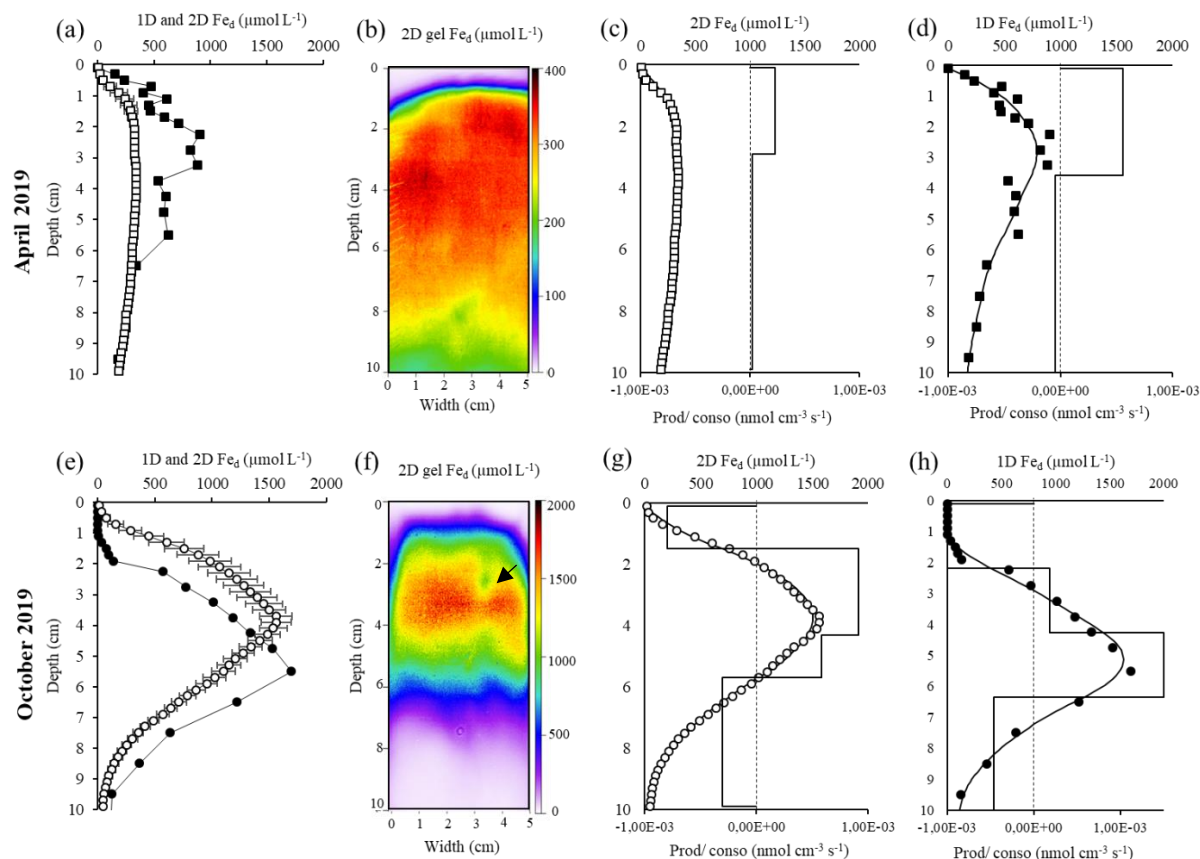 (a)
1D and 2D Fed (µmol L-1)
0 500 1000 1500 2000
0
1
2
3
4
5
6
7
8
9
10
Depth (cm)
April 2019
(b)
2D gel Fed (µmol L-1)
0
2
4
6
8
10
0 1 2 3 4 5
Width (cm)
400
300
200
100
0
(c)
2D Fed (µmol L-1)
0 500 1000 1500 2000
0
2
4
6
8
10
-1,00E-03 0,00E+00 1,00E-03
Prod/ conso (nmol cm-3 s-1)
(d)
1D Fed (µmol L-1)
0 500 1000 1500 2000
0
1
2
3
4
5
6
7
8
9
10
-1,00E-03 0,00E+00 1,00E-03
Prod/ conso (nmol cm-3 s-1)
(e)
1D and 2D Fed (µmol L-1)
0 500 1000 1500 2000
0
1
2
3
4
5
6
7
8
9
10
Depth (cm)
October 2019
(f)
2D gel Fed (µmol L-1)
0
2
4
6
8
10
0 1 2 3 4 5
Width (cm)
2000
1500
1000
500
0
(g)
2D Fed (µmol L-1)
0 500 1000 1500 2000
0
2
4
6
8
10
-1,00E-03 0,00E+00 1,00E-03
Prod/ conso (nmol cm-3 s-1)
(h)
1D Fed (µmol L-1)
0 500 1000 1500 2000
0
1
2
3
4
5
6
7
8
9
10
-1,00E-03 0,00E+00 1,00E-03
Prod/ conso (nmol cm-3 s-1)